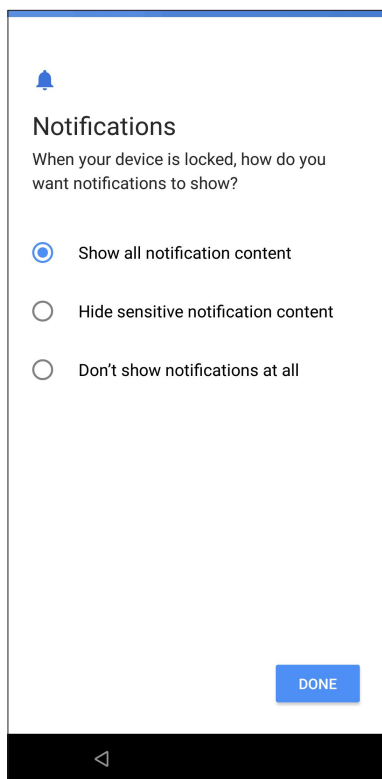 Notifications
When your device is locked, how do you
want notifications to show?
Show all notification content
Hide sensitive notification content
Don’t show notifications at all
DONE